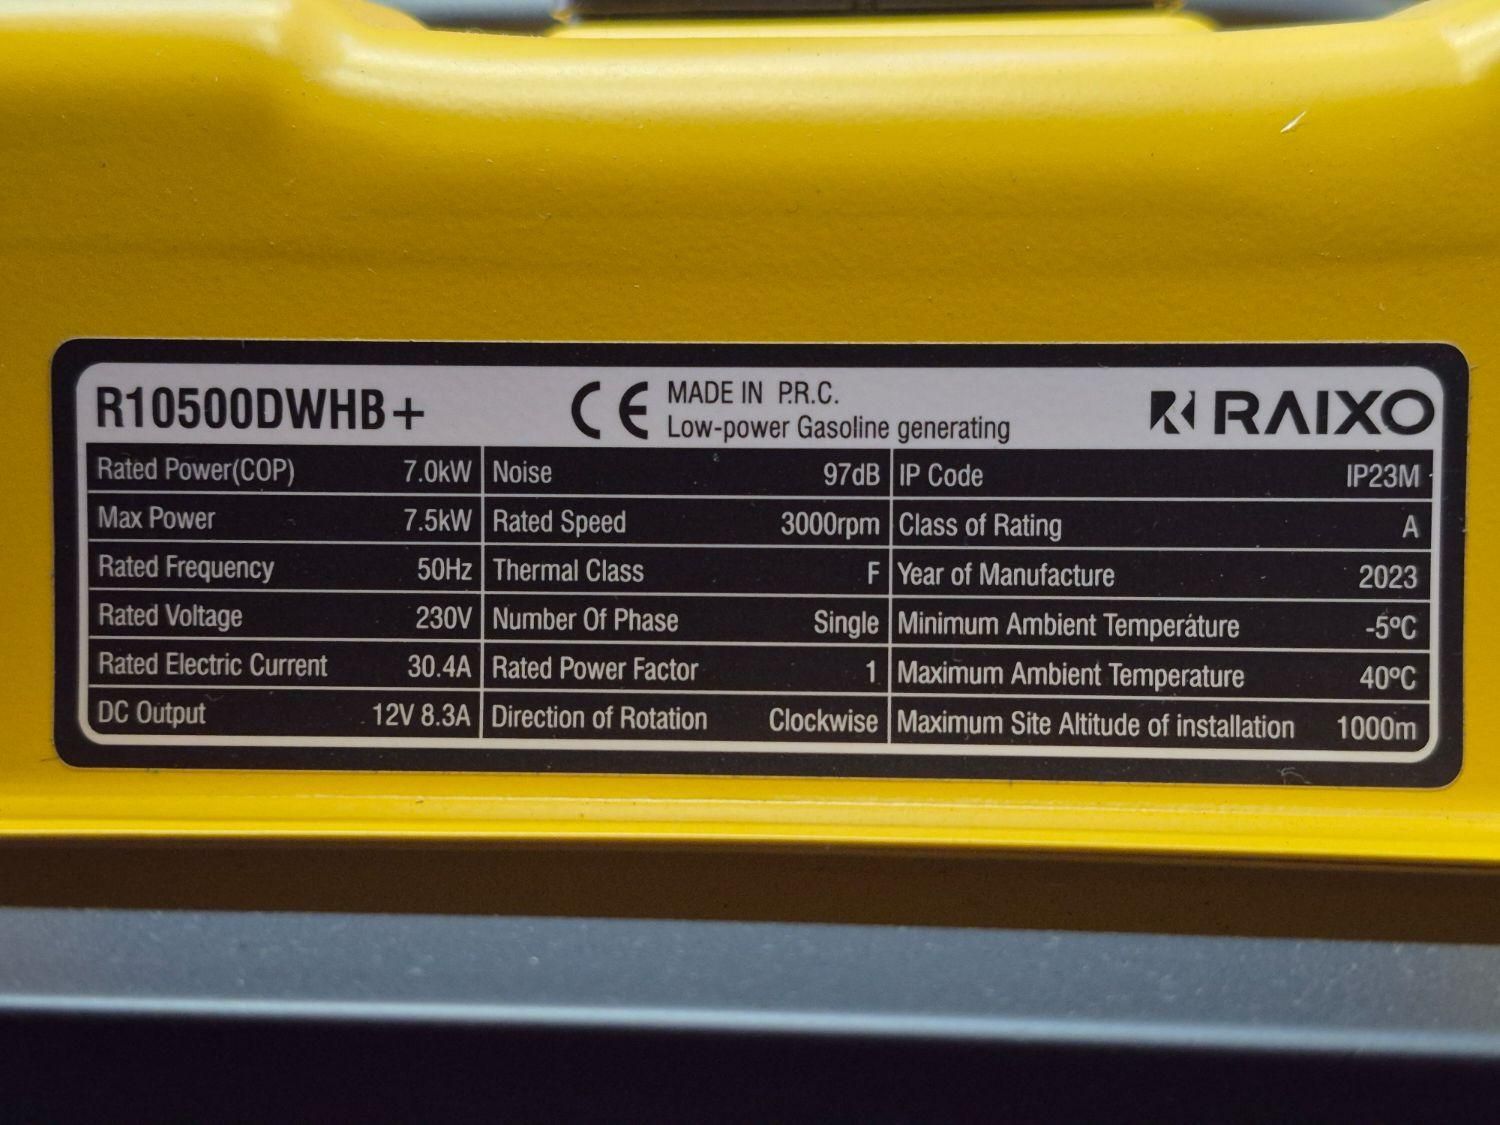 R10500DWHB+
CE MADE IN P.R.C.
Low-power Gasoline generating
RAIXO
Rated Power(COP) 7.0kW Noise 97dB IP Code IP23M
Max Power 7.5kW Rated Speed 3000rpm Class of Rating A
Rated Frequency 50Hz Thermal Class F Year of Manufacture 2023
Rated Voltage 230V Number Of Phase Single Minimum Ambient Temperature -5ºC
Rated Electric Current 30.4A Rated Power Factor 1 Maximum Ambient Temperature 40ºC
DC Output 12V 8.3A Direction of Rotation Clockwise Maximum Site Altitude of installation 1000m